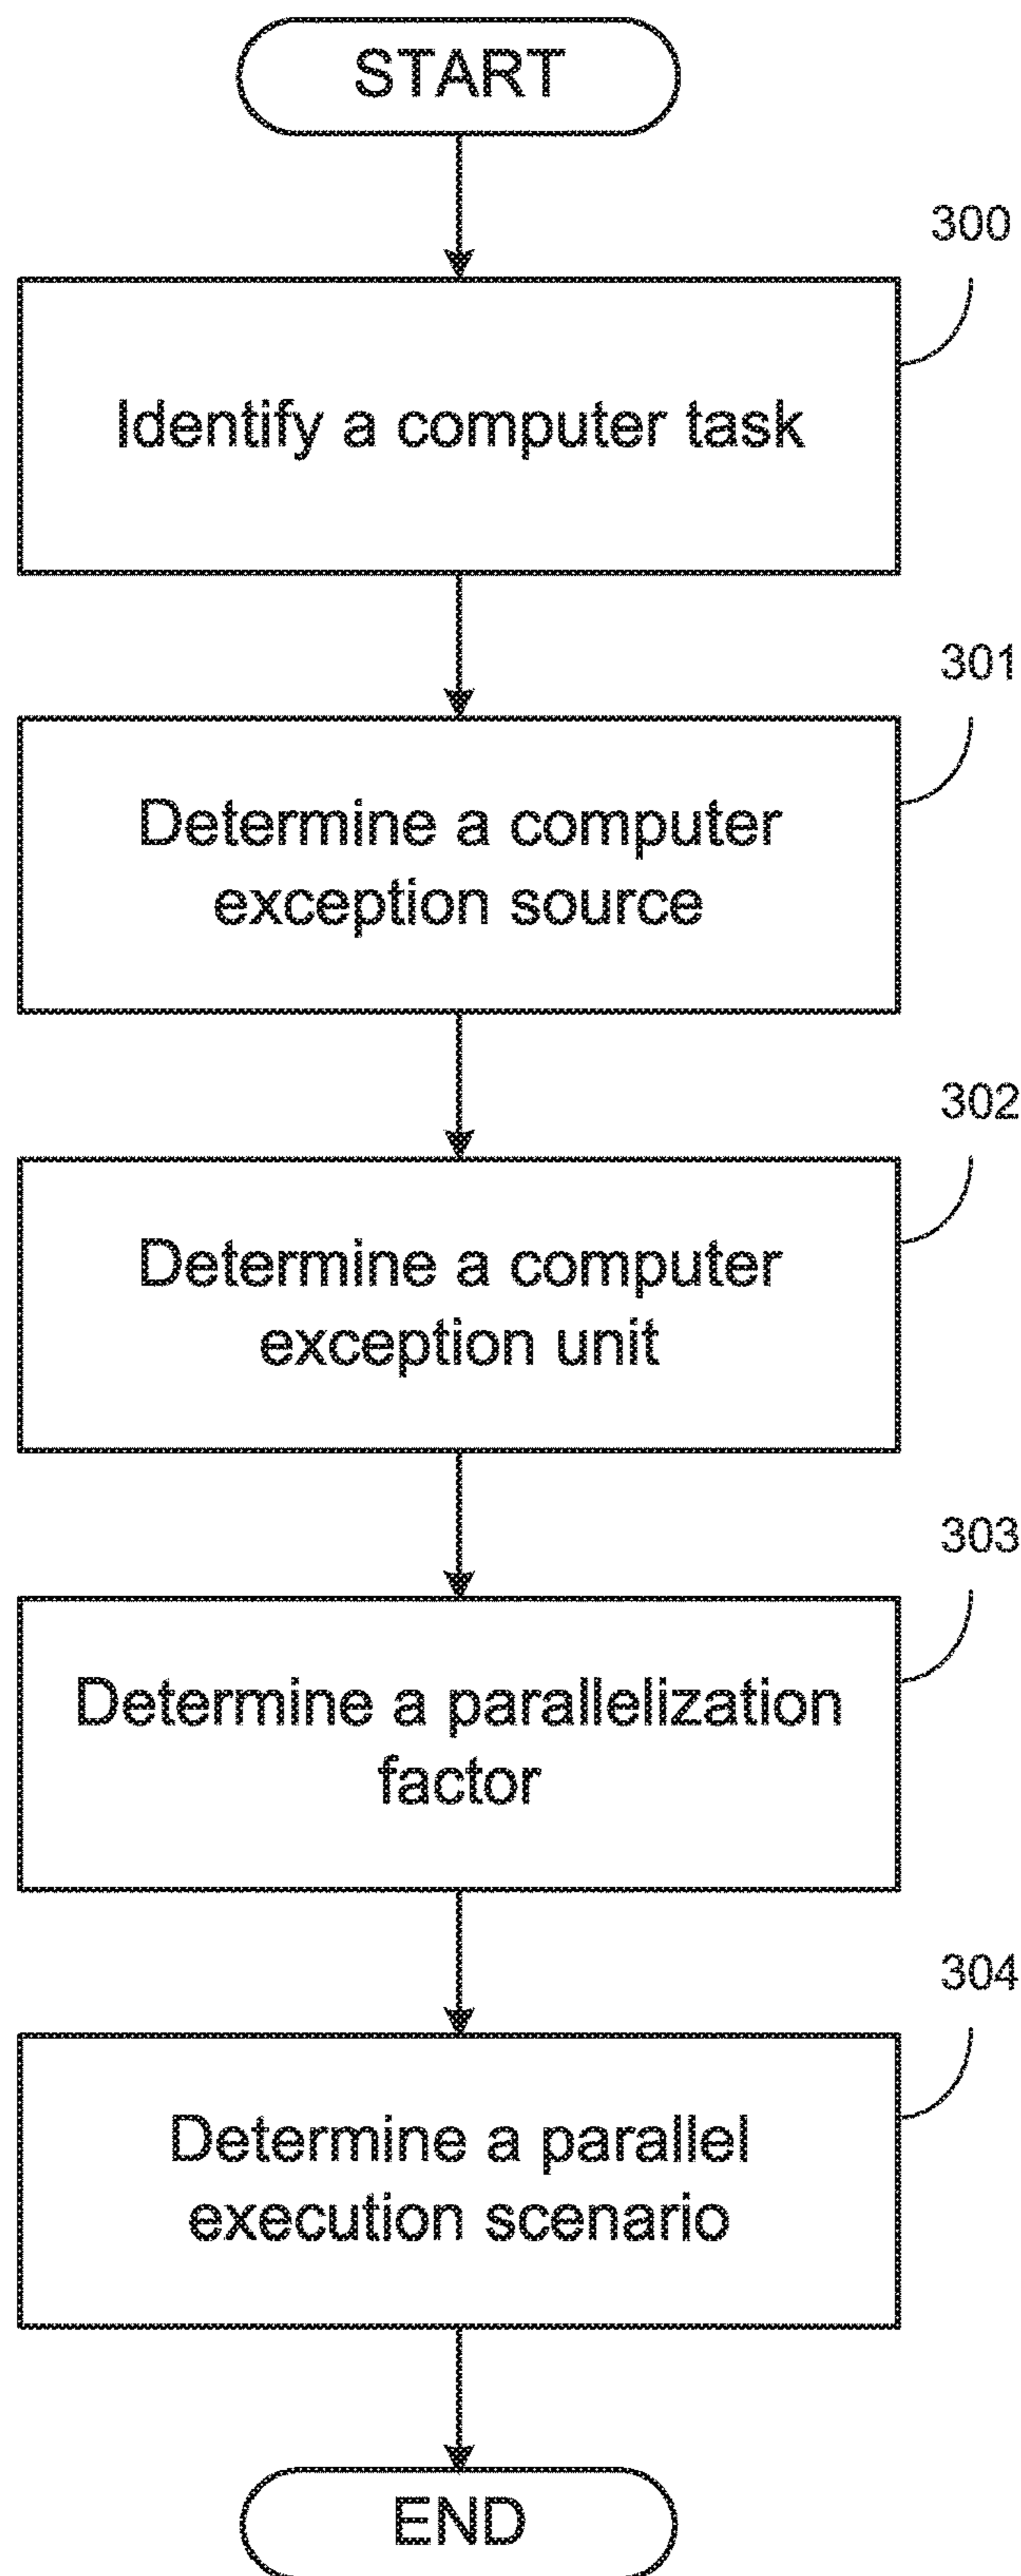 START
300
Identify a computer task
301
Determine a computer
exception source
302
Determine a computer
exception unit
303
Determine a parallelization
factor
304
Determine a parallel
execution scenario
END